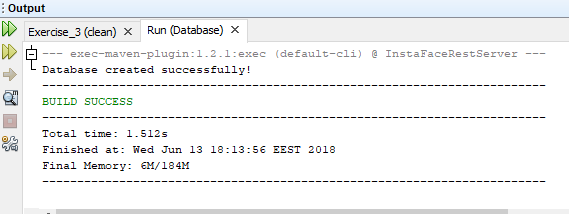 Output
Exercise_3 (clean) Run (Database)
--- exec-maven-plugin:1.2.1:exec (default-cli) @ InstaFaceRestServer ---
Database created successfully!
------------------------------------------------------------------------
BUILD SUCCESS
------------------------------------------------------------------------
Total time: 1.512s
Finished at: Wed Jun 13 18:13:56 EEST 2018
Final Memory: 6M/184M
------------------------------------------------------------------------